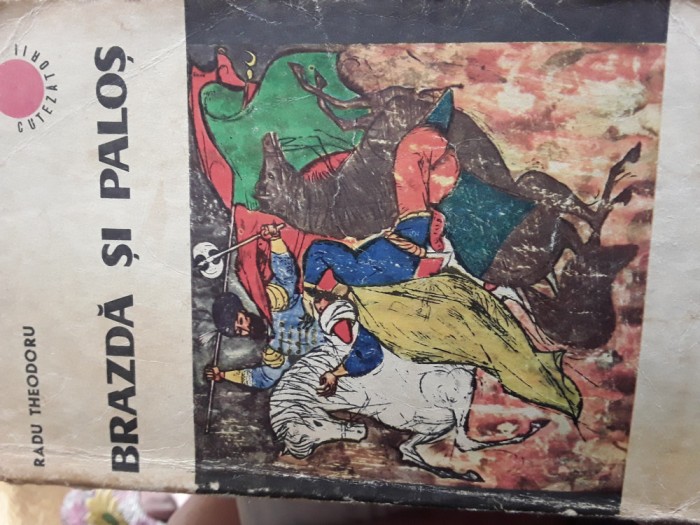 CUTEZĂTORII
RADU THEODORU
BRAZDĂ ȘI PALOȘ